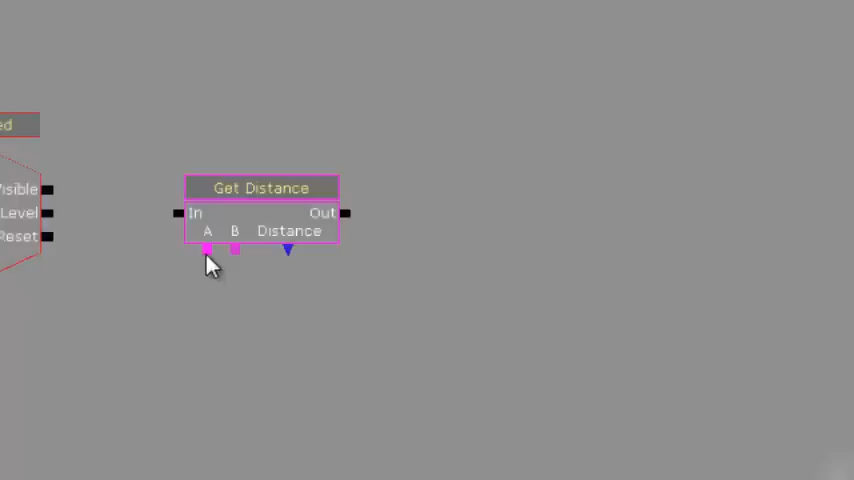 ed
Get Distance
Visible
Level
In
Out
A B Distance
Reset